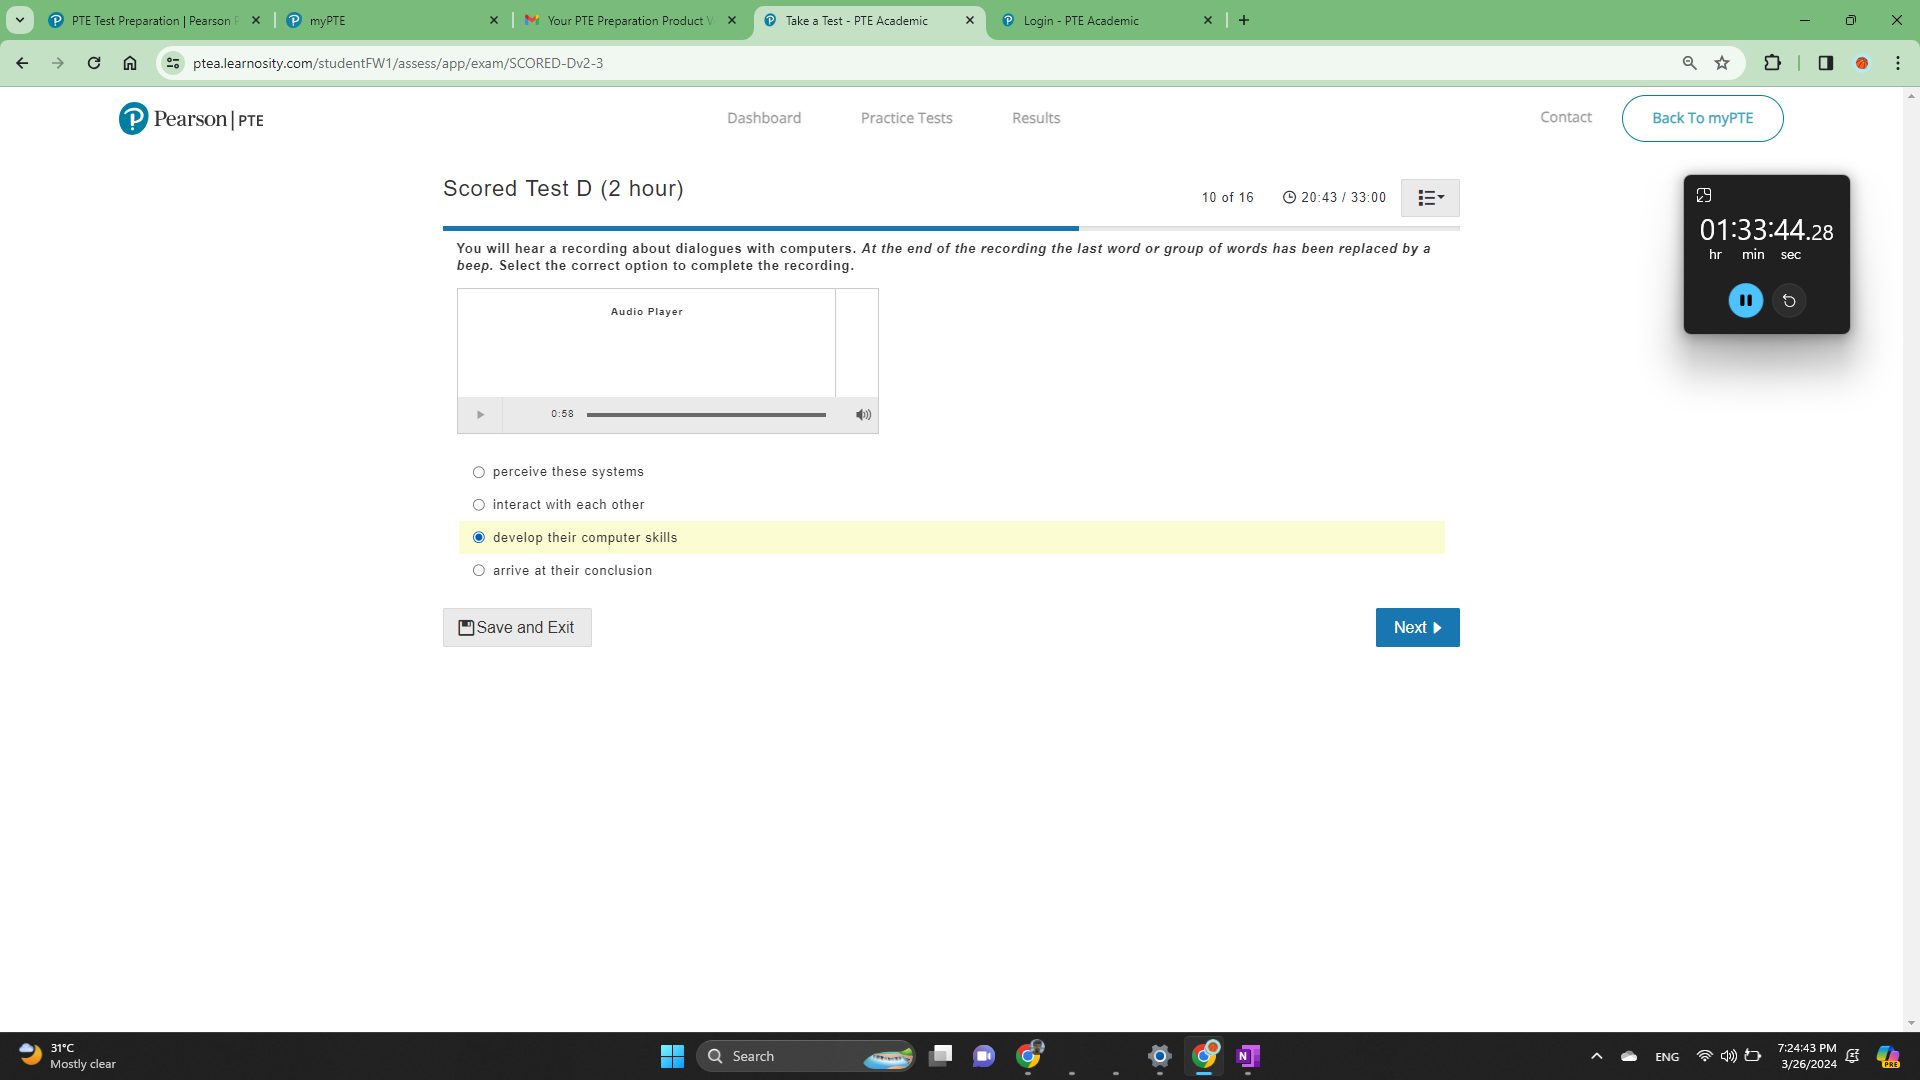 PTE Test Preparation | Pearson P
myPTE
Your PTE Preparation Product V
Take a Test - PTE Academic
Login - PTE Academic
ptea.learnosity.com/studentFW1/assess/app/exam/SCORED-Dv2-3
Pearson | PTE
Dashboard
Practice Tests
Results
Contact
Back To myPTE
Scored Test D (2 hour)
10 of 16
20:43 / 33:00
01:33:44.28
hr min sec
You will hear a recording about dialogues with computers. At the end of the recording the last word or group of words has been replaced by a
beep. Select the correct option to complete the recording.
Audio Player
0:58
perceive these systems
interact with each other
develop their computer skills
arrive at their conclusion
Save and Exit
Next
31°C
Mostly clear
Search
N
ENG
7:24:43 PM
3/26/2024
PRE